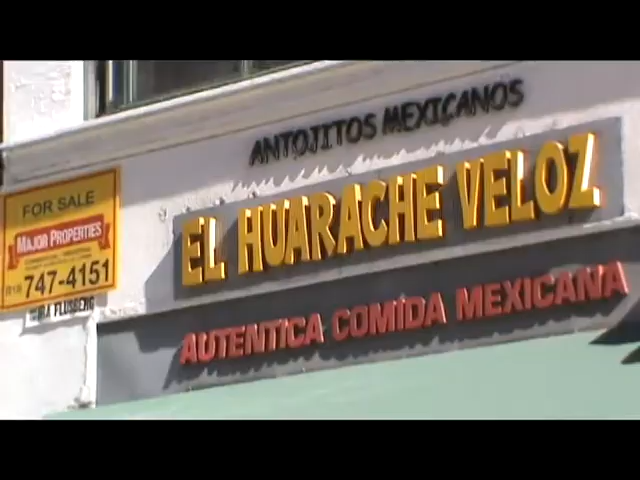 ANTOJITOS MEXICANOS
EL HUARACHE VELOZ
AUTENTICA COMIDA MEXICANA
FOR SALE
MAJOR PROPERTIES
747-4151